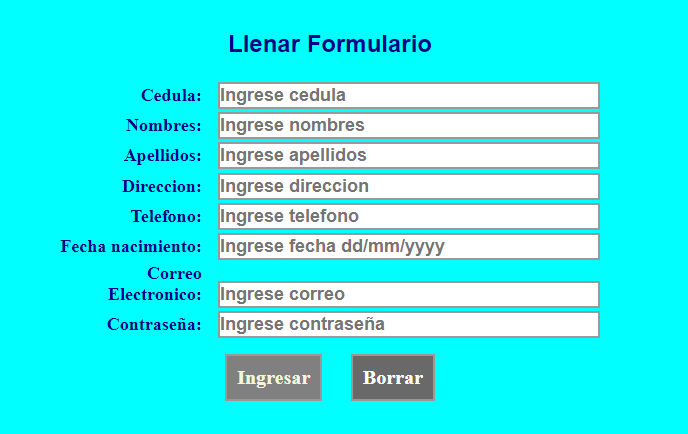 Llenar Formulario
Cedula: Ingrese cedula
Nombres: Ingrese nombres
Apellidos: Ingrese apellidos
Direccion: Ingrese direccion
Telefono: Ingrese telefono
Fecha nacimiento: Ingrese fecha dd/mm/yyyy
Correo
Electronico: Ingrese correo
Contraseña: Ingrese contraseña
Ingresar Borrar